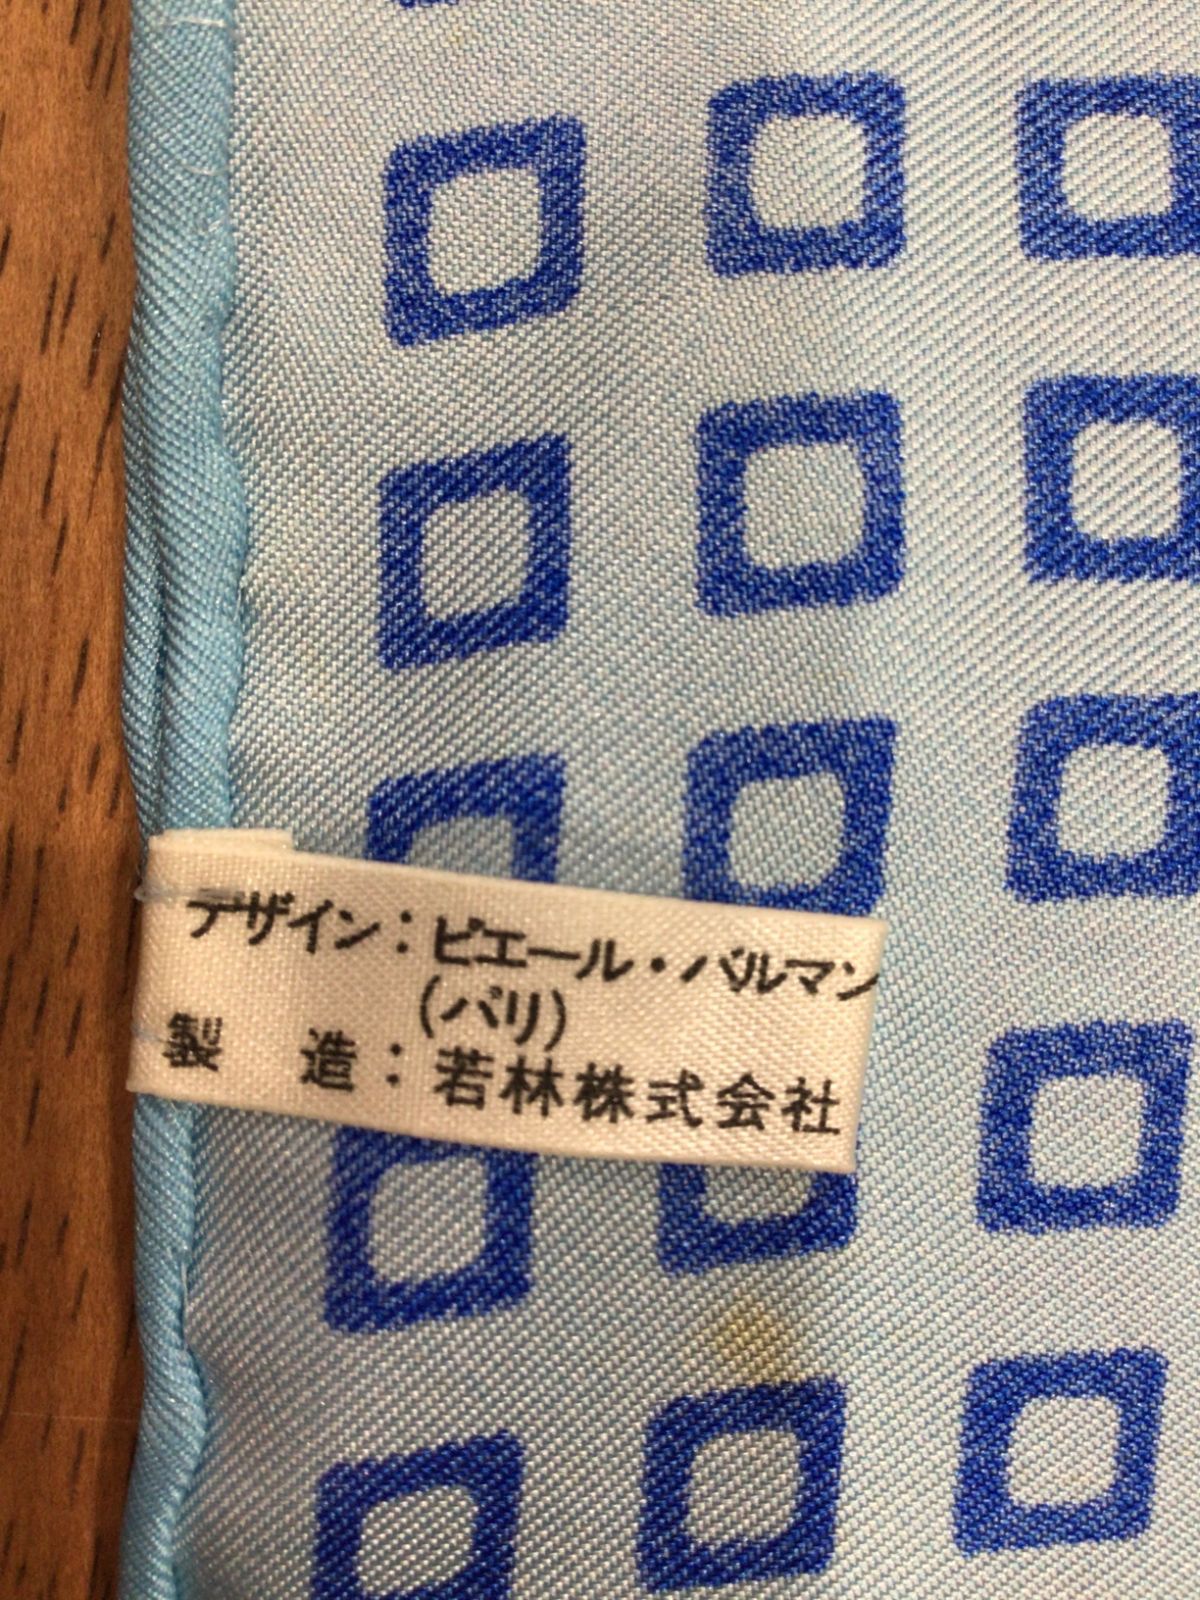 デザイン：ピエール・バルマン
(パリ)
製　造：若林株式会社